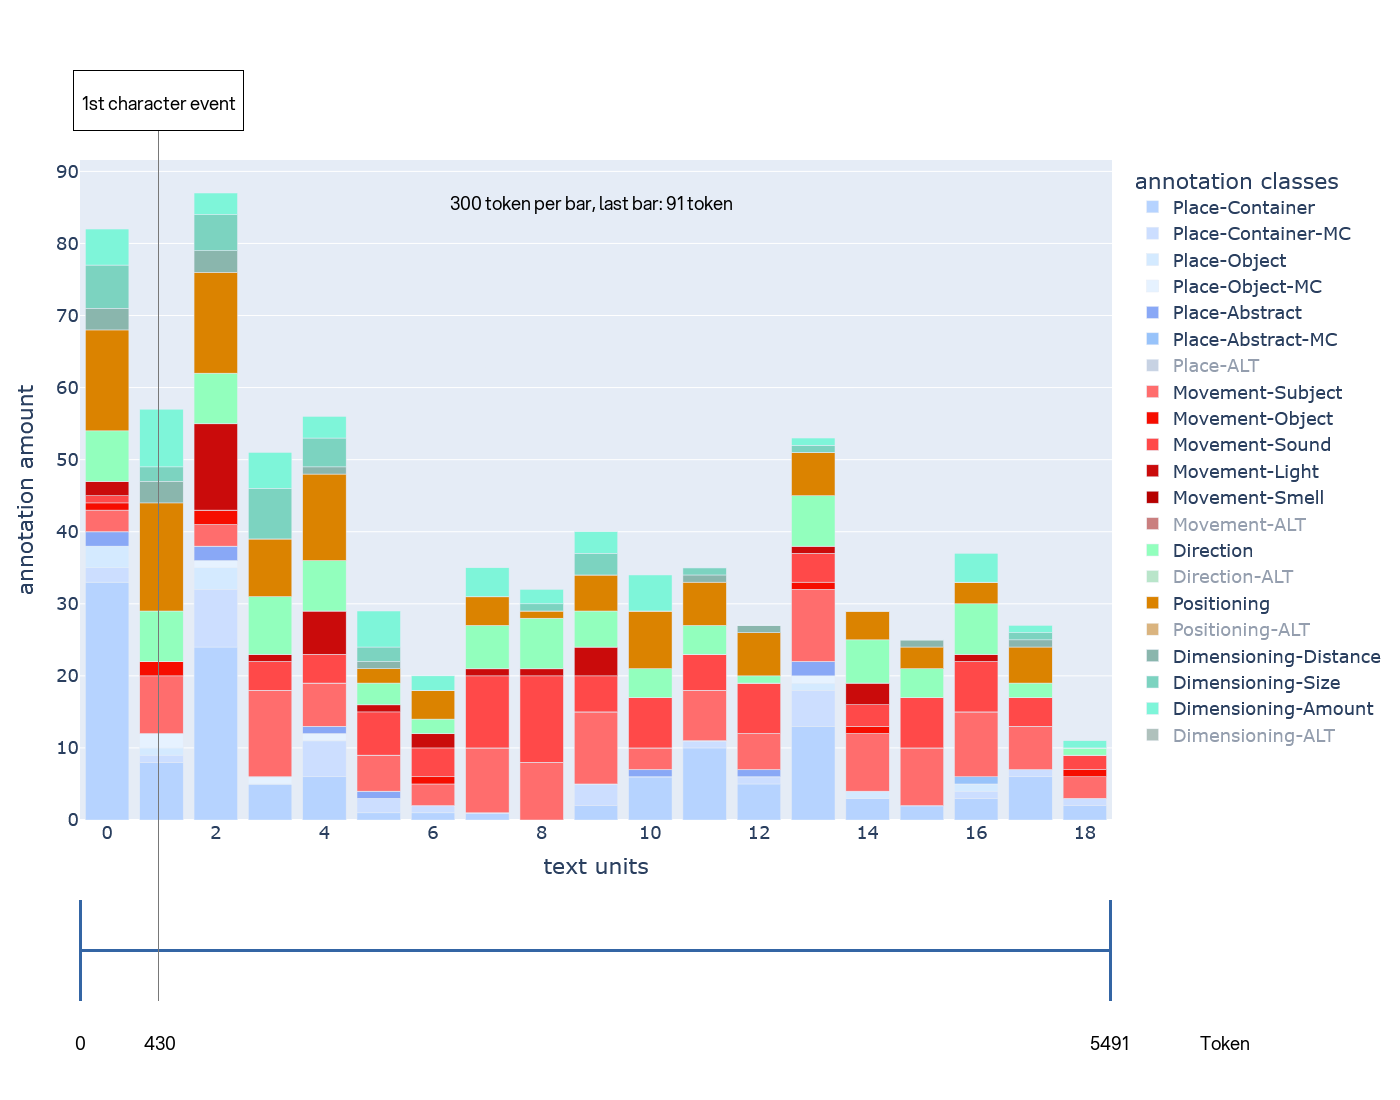 1st character event
300 token per bar, last bar: 91 token
annotation amount
90
80
70
60
50
40
30
20
10
0
0 2 4 6 8 10 12 14 16 18
text units
annotation classes
Place-Container
Place-Container-MC
Place-Object
Place-Object-MC
Place-Abstract
Place-Abstract-MC
Place-ALT
Movement-Subject
Movement-Object
Movement-Sound
Movement-Light
Movement-Smell
Movement-ALT
Direction
Direction-ALT
Positioning
Positioning-ALT
Dimensioning-Distance
Dimensioning-Size
Dimensioning-Amount
Dimensioning-ALT
0 430 5491 Token